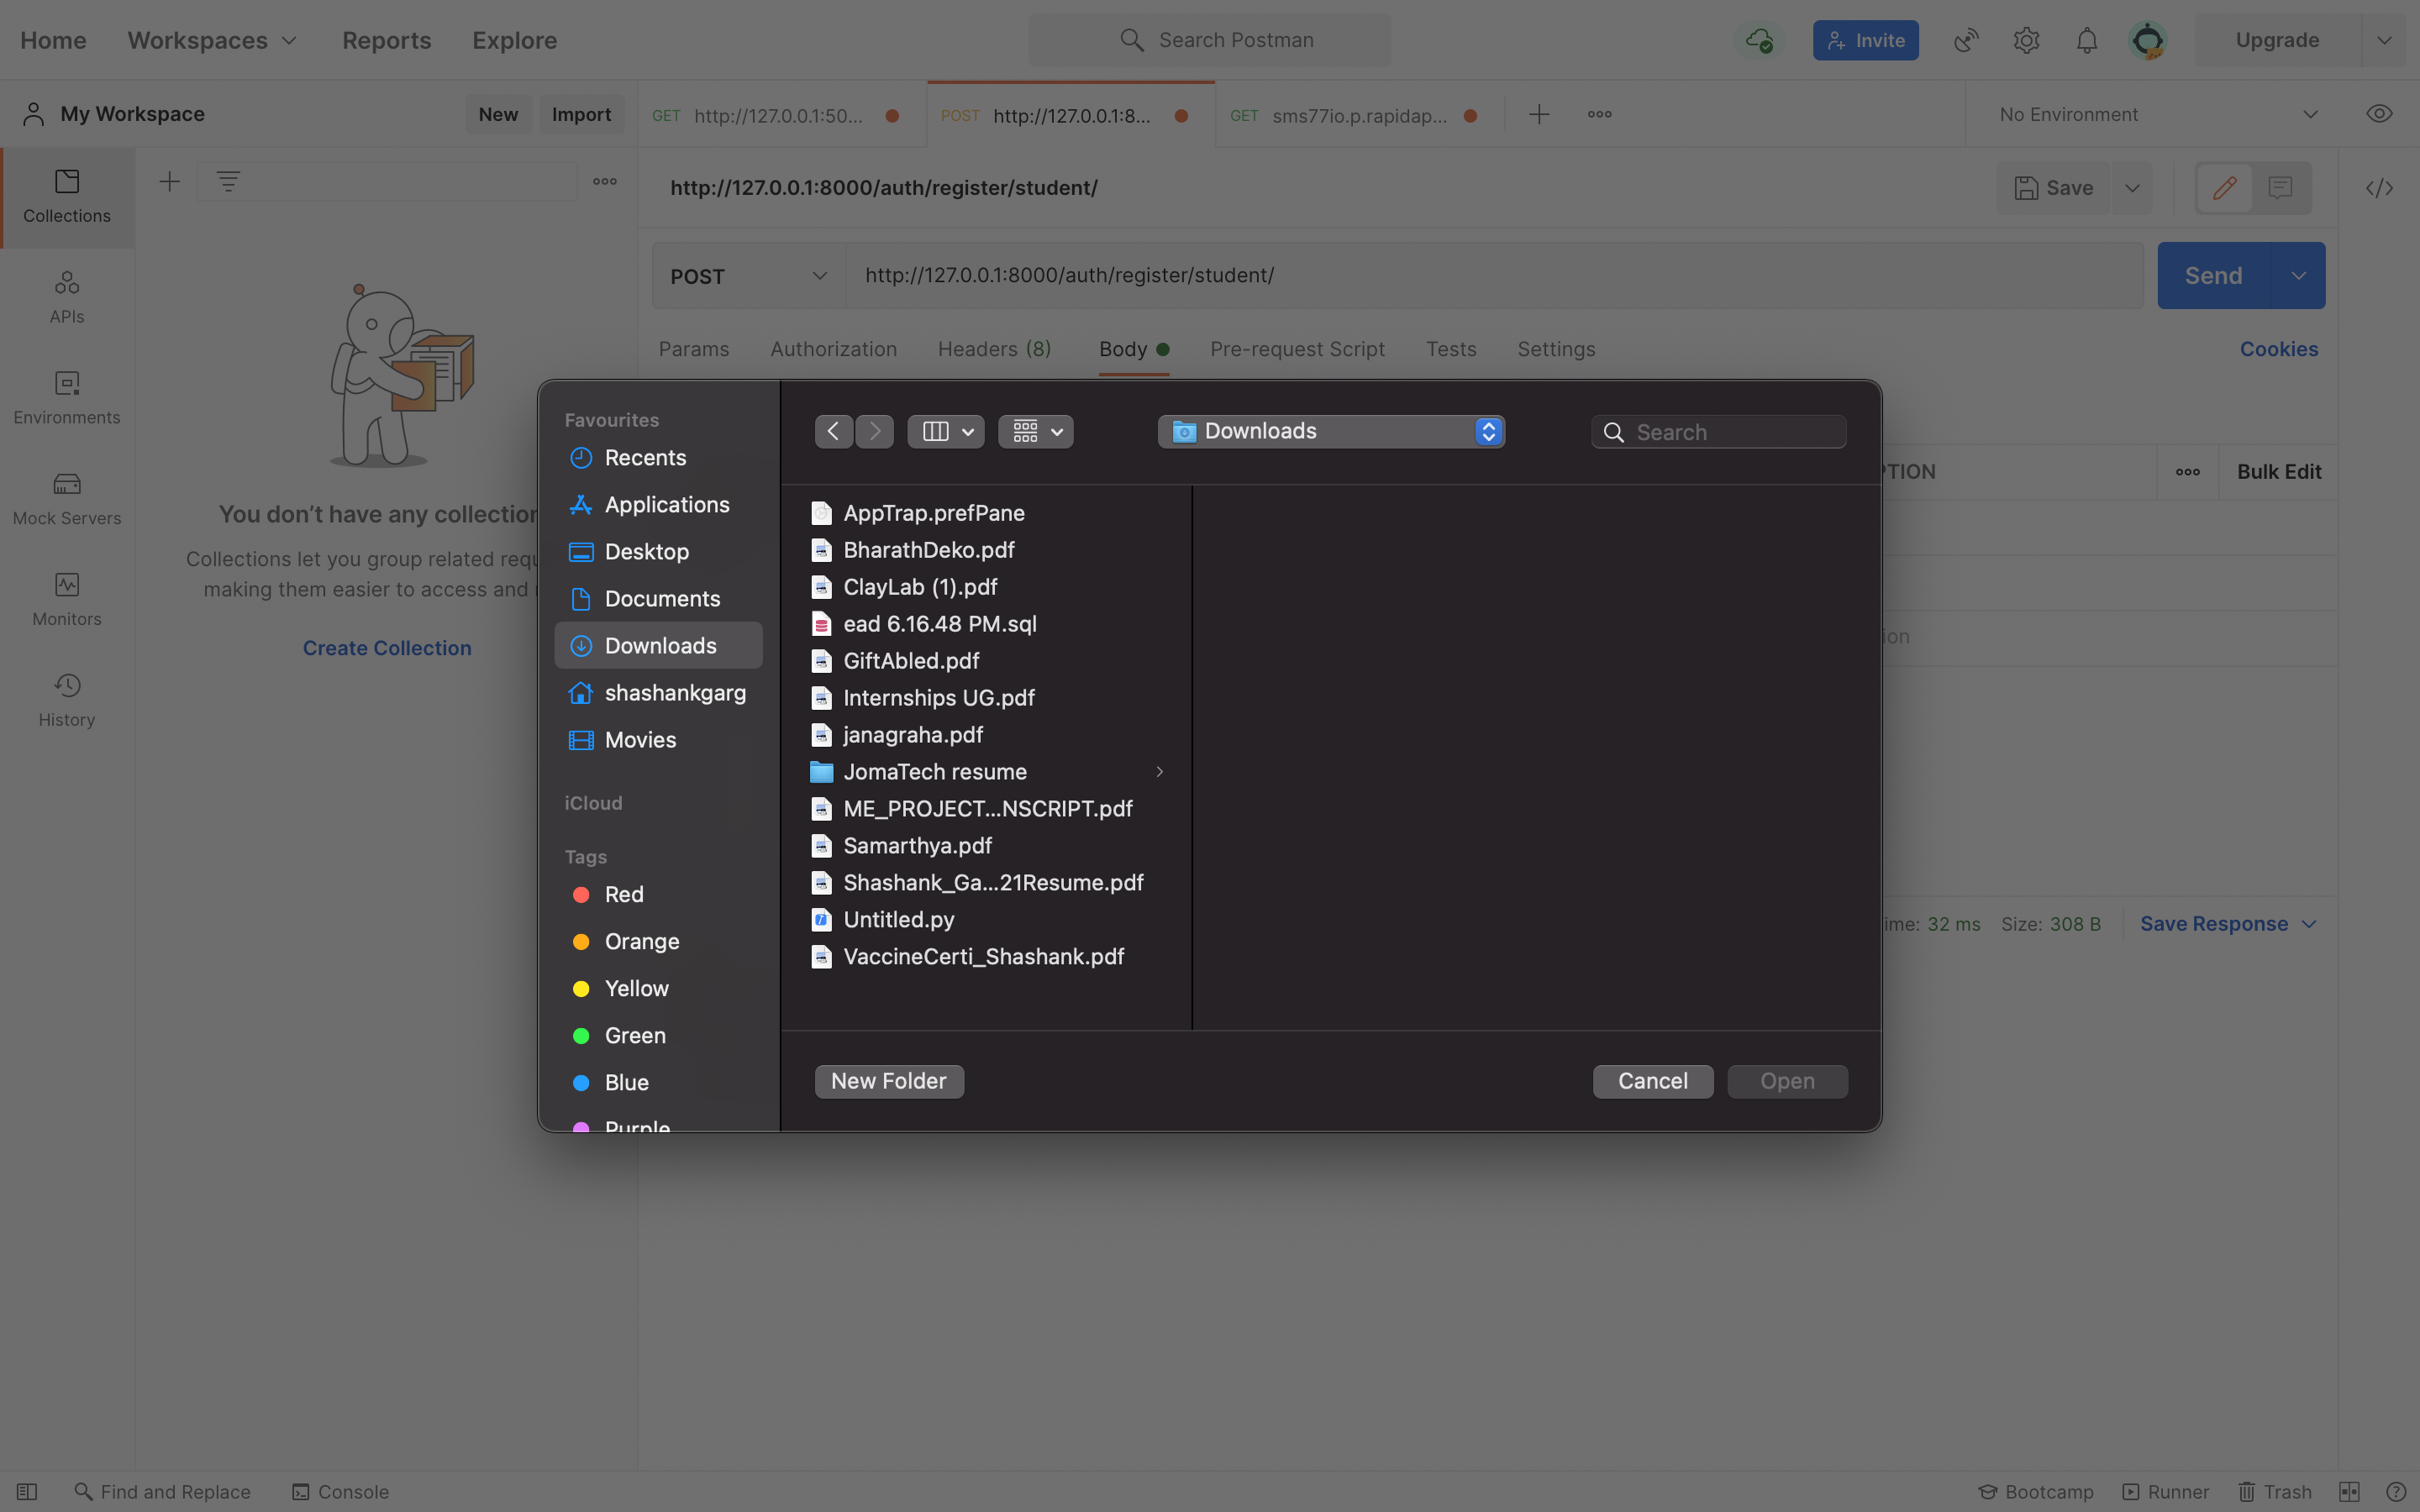 Home Workspaces Reports Explore Search Postman Invite Upgrade
My Workspace New Import GET http://127.0.0.1:50... POST http://127.0.0.1:8... GET sms77io.p.rapidap... No Environment
Collections
http://127.0.0.1:8000/auth/register/student/ Save
POST http://127.0.0.1:8000/auth/register/student/ Send
APIs
Params Authorization Headers (8) Body Pre-request Script Tests Settings Cookies
Environments
Mock Servers
Monitors
History
You don’t have any collection
Collections let you group related requ
making them easier to access and
Create Collection
Favourites
Recents
Applications
Desktop
Documents
Downloads
shashankgarg
Movies
iCloud
Tags
Red
Orange
Yellow
Green
Blue
Purple
Downloads Search
AppTrap.prefPane
BharathDeko.pdf
ClayLab (1).pdf
ead 6.16.48 PM.sql
GiftAbled.pdf
Internships UG.pdf
janagraha.pdf
JomaTech resume
ME_PROJECT...NSCRIPT.pdf
Samarthya.pdf
Shashank_Ga...21Resume.pdf
Untitled.py
VaccineCerti_Shashank.pdf
New Folder Cancel Open
PTION Bulk Edit
ion
ime: 32 ms Size: 308 B Save Response
Find and Replace Console Bootcamp Runner Trash